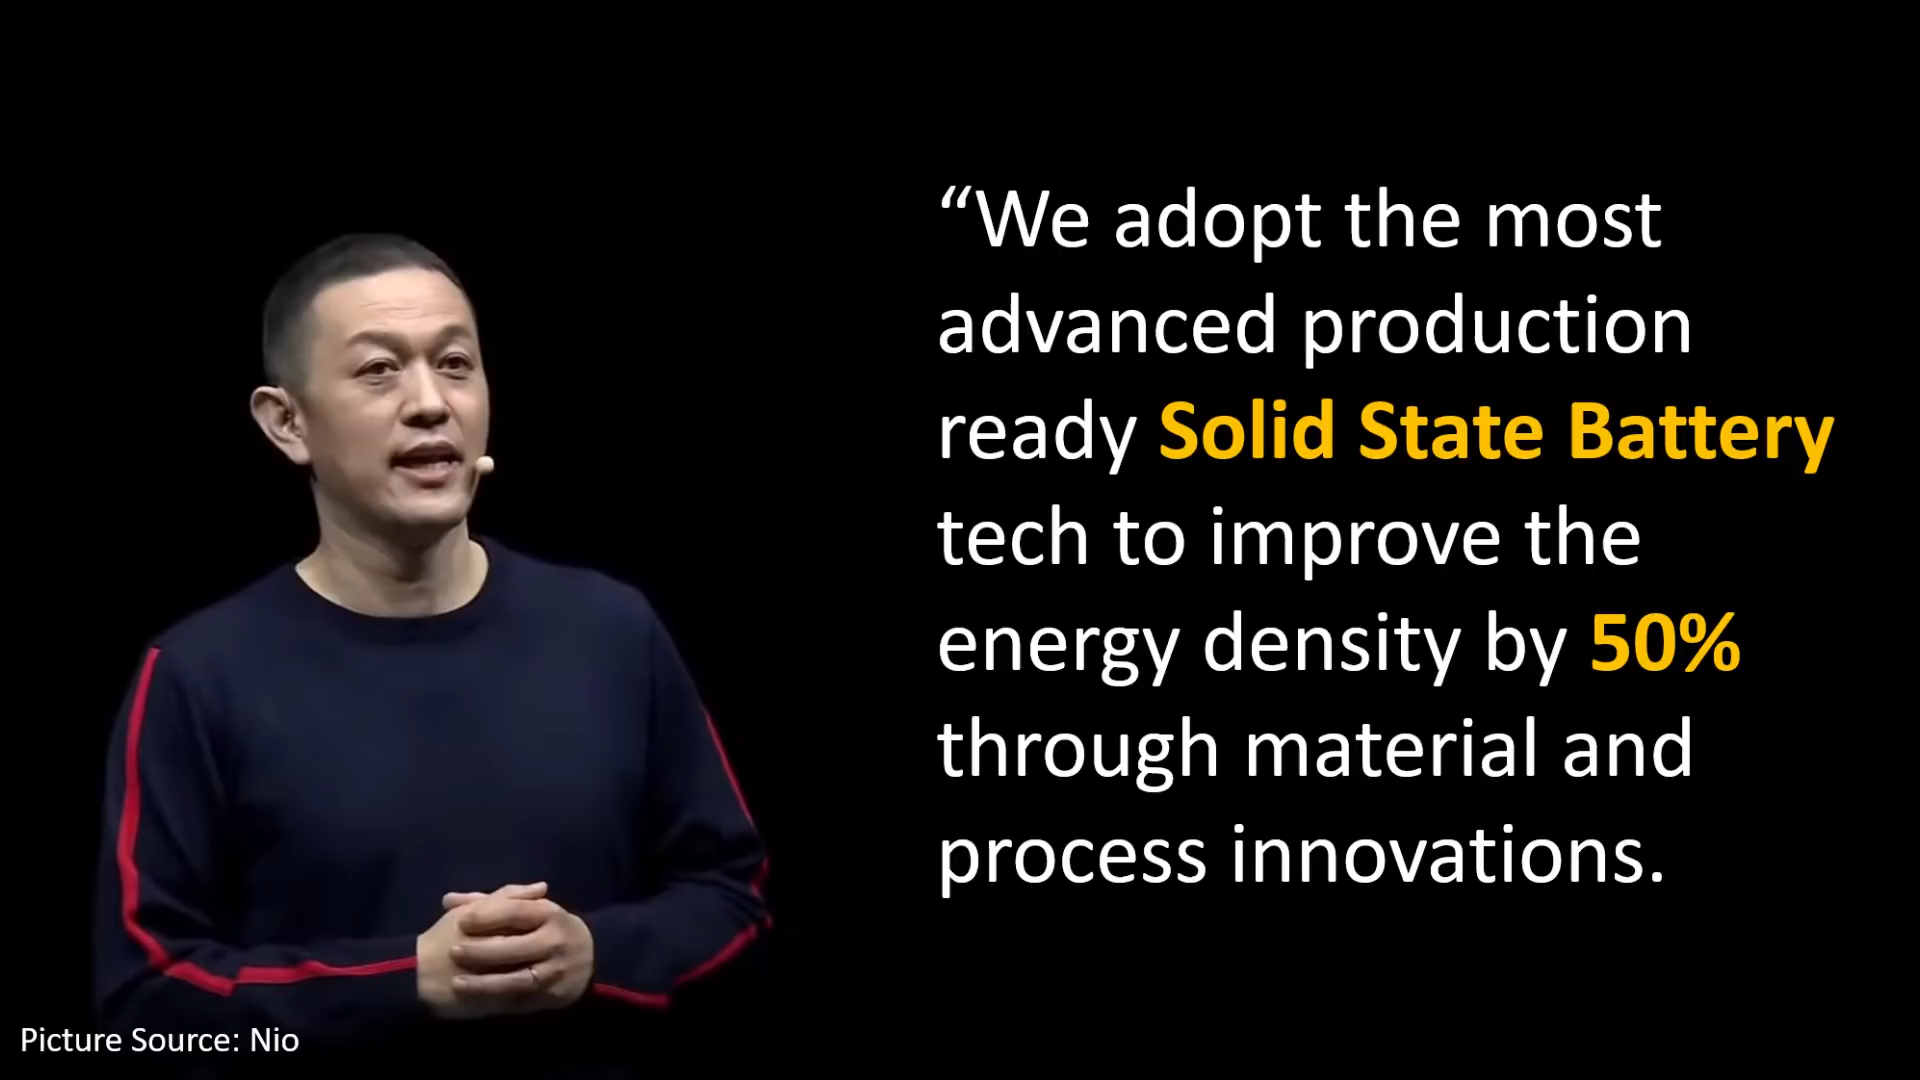 “We adopt the most
advanced production
ready Solid State Battery
tech to improve the
energy density by 50%
through material and
process innovations.
Picture Source: Nio